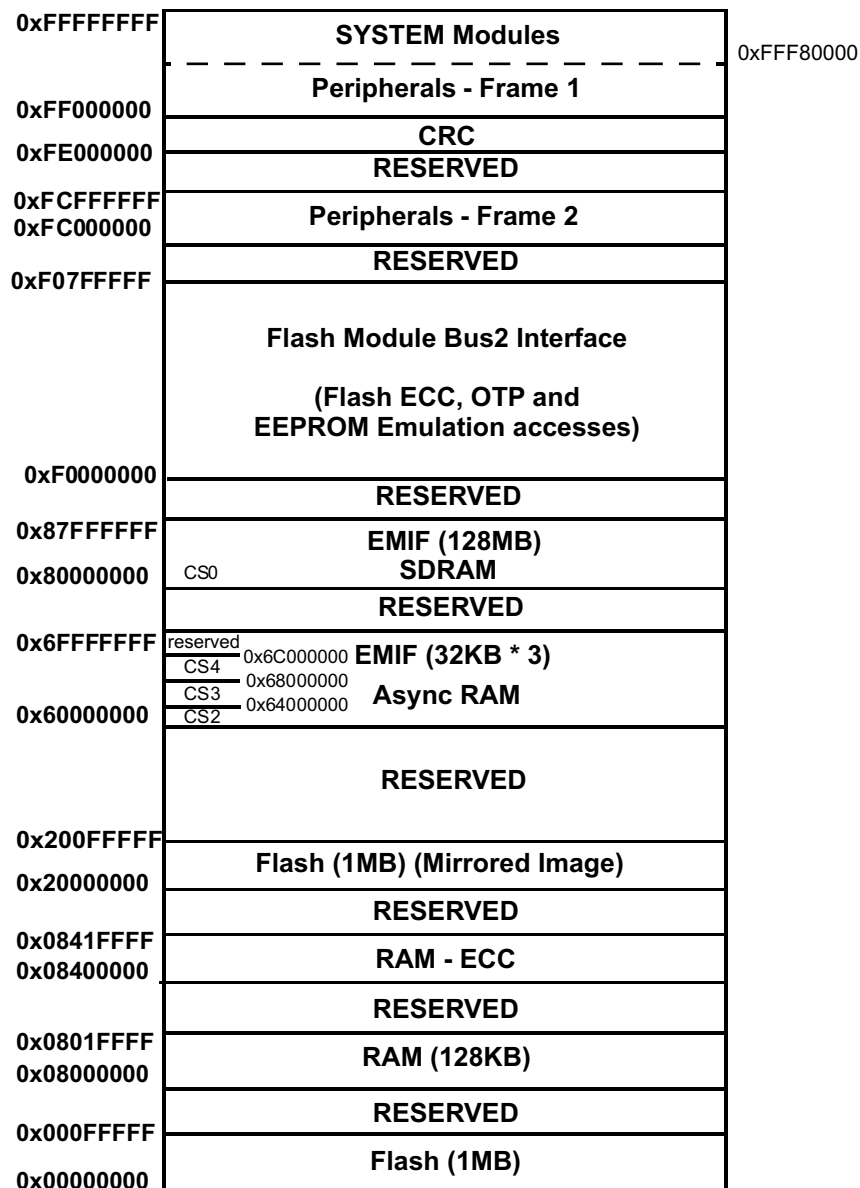 0xFFFFFFFF
SYSTEM Modules
0xFFF80000
Peripherals - Frame 1
0xFF000000
CRC
0xFE000000
RESERVED
0xFCFFFFFF
Peripherals - Frame 2
0xFC000000
RESERVED
0xF07FFFFF
Flash Module Bus2 Interface
(Flash ECC, OTP and
EEPROM Emulation accesses)
0xF0000000
RESERVED
0x87FFFFFF
EMIF (128MB)
0x80000000 CS0 SDRAM
RESERVED
0x6FFFFFFF reserved
0x6C000000 EMIF (32KB * 3)
CS4
0x68000000
CS3 Async RAM
0x64000000
0x60000000 CS2
RESERVED
0x200FFFFF
Flash (1MB) (Mirrored Image)
0x20000000
RESERVED
0x0841FFFF
RAM - ECC
0x08400000
RESERVED
0x0801FFFF
RAM (128KB)
0x08000000
RESERVED
0x000FFFFF
Flash (1MB)
0x00000000